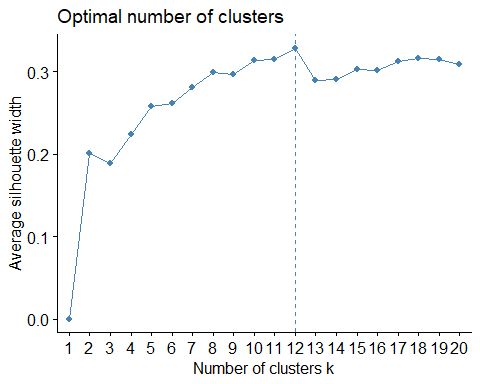 Optimal number of clusters
Average silhouette width
0.3
0.2
0.1
0.0
1 2 3 4 5 6 7 8 9 10 11 12 13 14 15 16 17 18 19 20
Number of clusters k